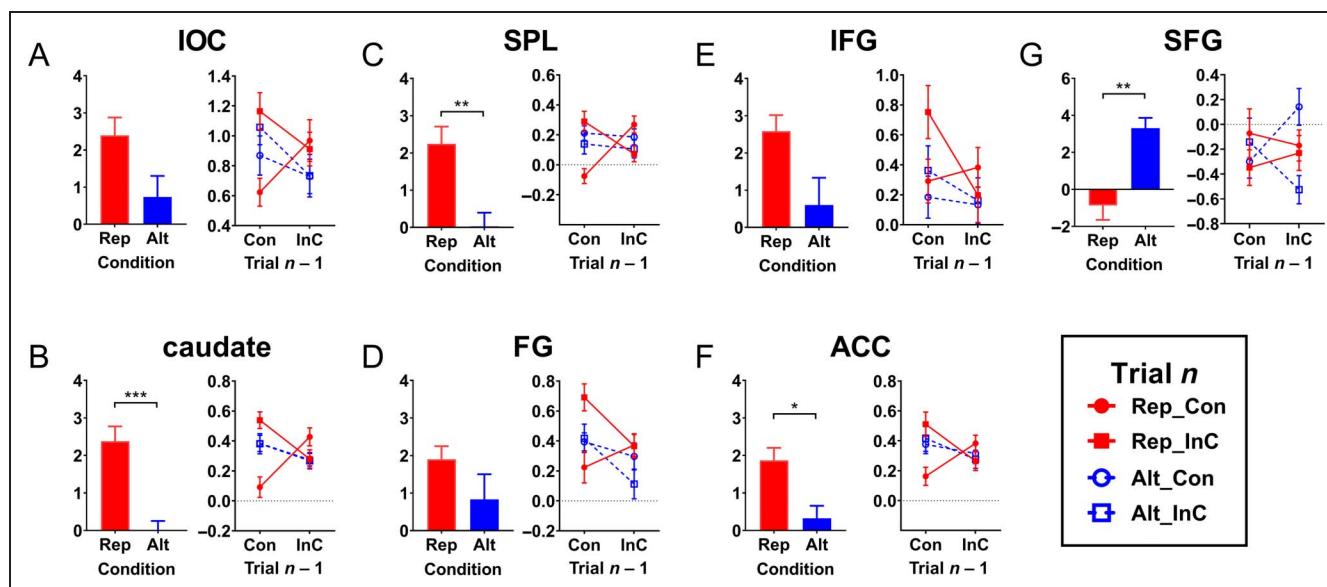 A
IOC
4
3
2
1
0
Rep Alt
Condition
1.4
1.2
1.0
0.8
0.6
0.4
Con InC
Trial n – 1
C
SPL
4
3
2
1
0
**
Rep Alt
Condition
0.6
0.4
0.2
0.0
–0.2
Con InC
Trial n – 1
E
IFG
4
3
2
1
0
Rep Alt
Condition
1.0
0.8
0.6
0.4
0.2
0.0
Con InC
Trial n – 1
G
SFG
6
4
2
0
–2
**
Rep Alt
Condition
0.4
0.2
0.0
–0.2
–0.4
–0.6
–0.8
Con InC
Trial n – 1
B
caudate
4
3
2
1
0
***
Rep Alt
Condition
0.8
0.6
0.4
0.2
0.0
–0.2
Con InC
Trial n – 1
D
FG
4
3
2
1
0
Rep Alt
Condition
0.8
0.6
0.4
0.2
0.0
–0.2
Con InC
Trial n – 1
F
ACC
4
3
2
1
0
*
Rep Alt
Condition
0.8
0.6
0.4
0.2
0.0
–0.2
Con InC
Trial n – 1
Trial n
Rep_Con
Rep_InC
Alt_Con
Alt_InC